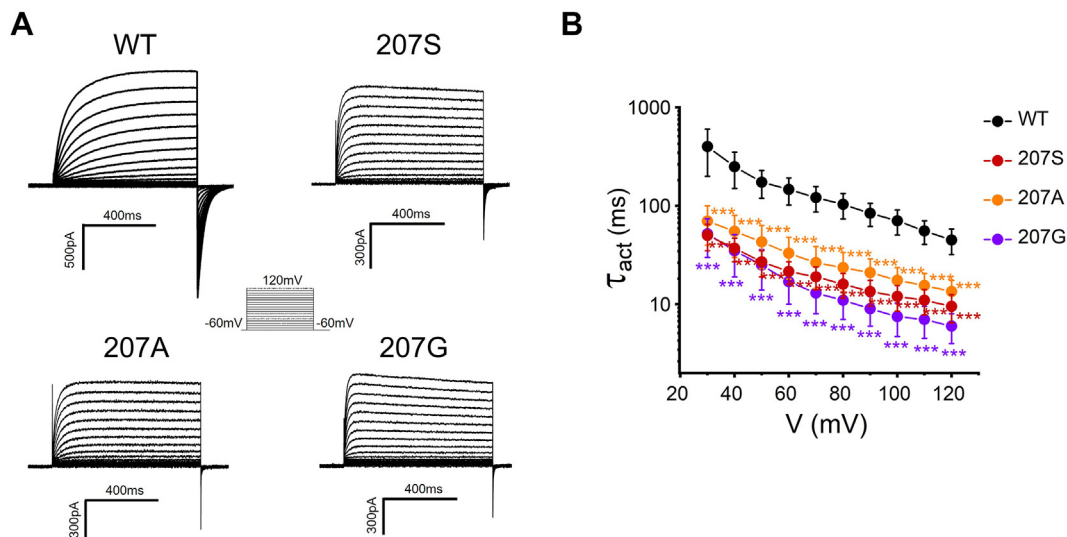 A
WT
207S
400ms
500pA
400ms
300pA
120mV
-60mV
-60mV
207A
207G
400ms
300pA
400ms
300pA
B
1000
100
10
τact (ms)
20
40
60
80
100
120
V (mV)
WT
207S
207A
207G
*** *** *** *** *** *** *** *** *** ***
*** *** *** *** *** *** *** *** *** ***
*** *** *** *** *** *** *** *** *** ***